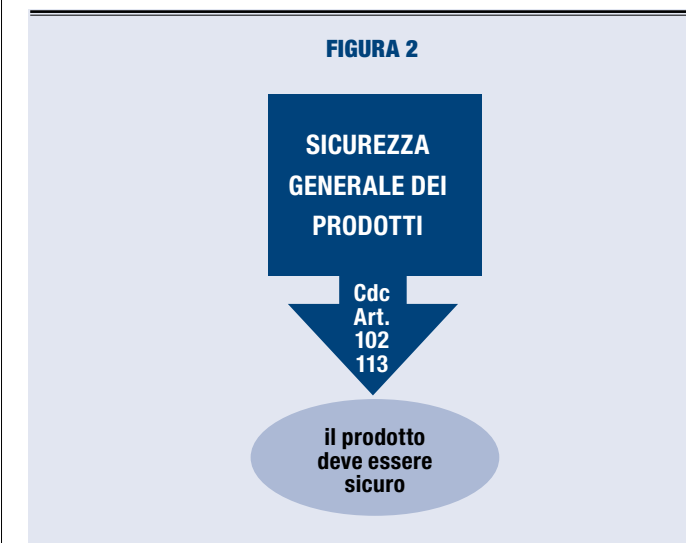 FIGURA 2
SICUREZZA
GENERALE DEI
PRODOTTI
Cdc
Art.
102
113
il prodotto
deve essere
sicuro